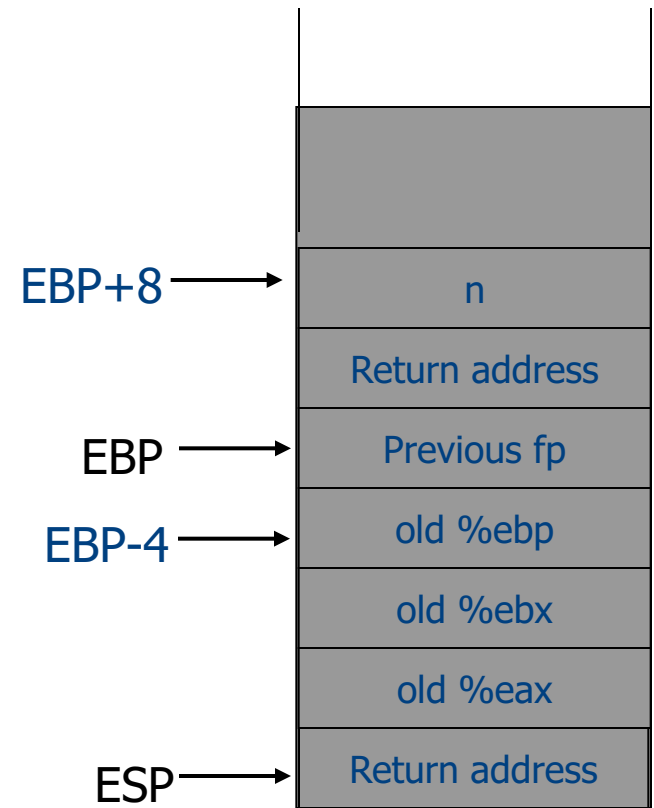 EBP+8
n
Return address
EBP
Previous fp
EBP-4
old %ebp
old %ebx
old %eax
ESP
Return address